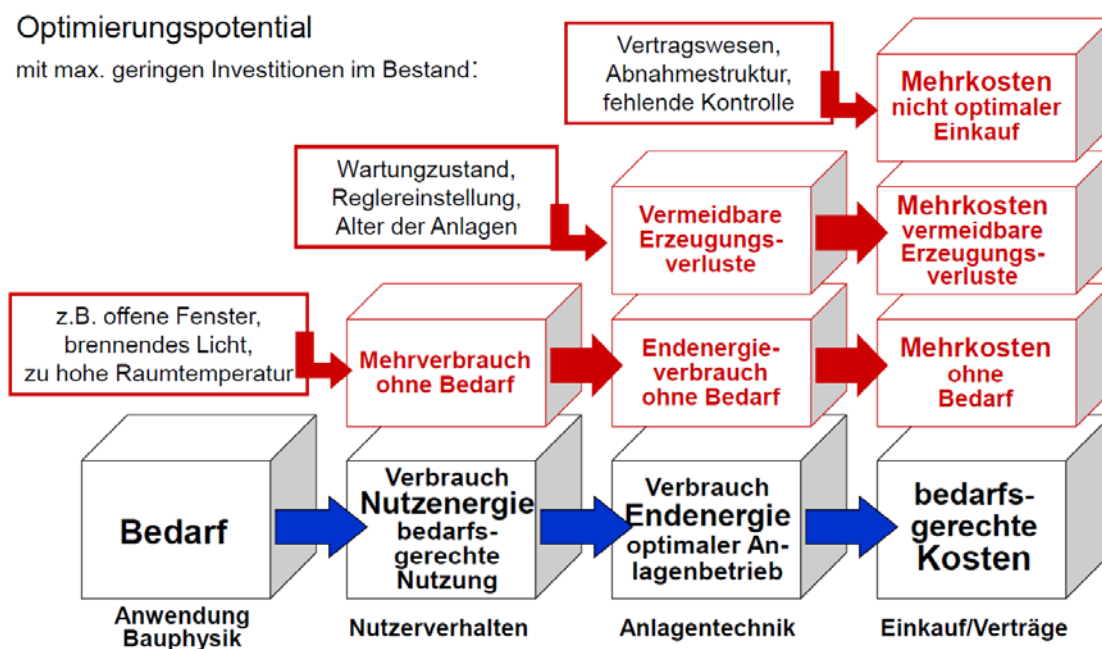 Optimierungspotential
mit max. geringen Investitionen im Bestand:
Vertragswesen,
Abnahmestruktur,
fehlende Kontrolle
Mehrkosten
nicht optimaler
Einkauf
Wartungzustand,
Reglereinstellung,
Alter der Anlagen
Vermeidbare
Erzeugungs-
verluste
Mehrkosten
vermeidbare
Erzeugungs-
verluste
z.B. offene Fenster,
brennendes Licht,
zu hohe Raumtemperatur
Mehrverbrauch
ohne Bedarf
Endenergie-
verbrauch
ohne Bedarf
Mehrkosten
ohne
Bedarf
Bedarf
Verbrauch
Nutzenergie
bedarfs-
gerechte
Nutzung
Verbrauch
Endenergie
optimaler An-
lagenbetrieb
bedarfs-
gerechte
Kosten
Anwendung
Bauphysik
Nutzerverhalten
Anlagentechnik
Einkauf/Verträge